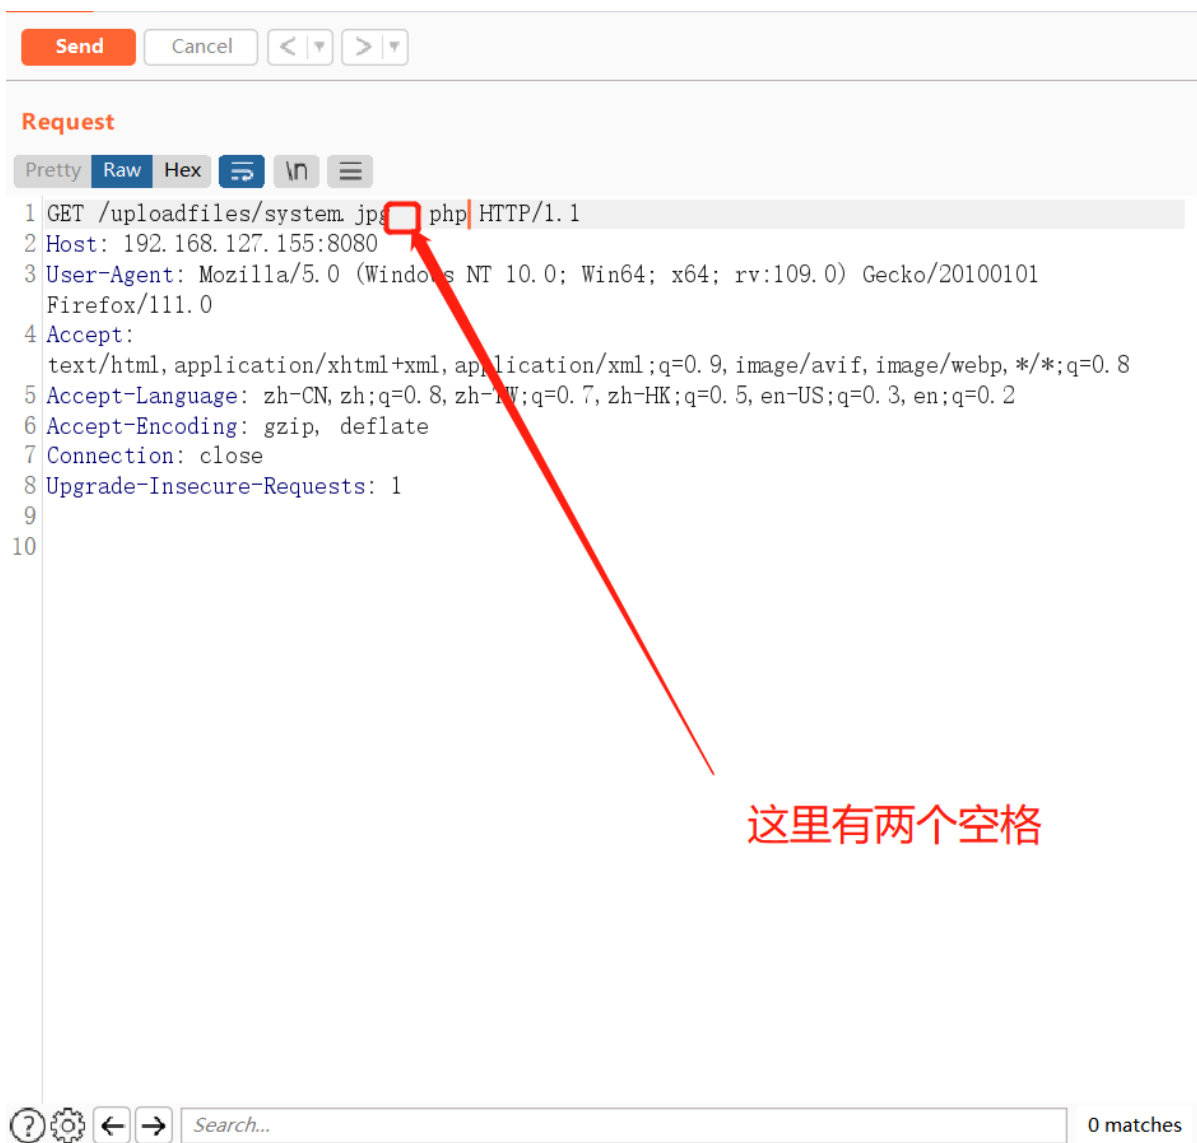 Send Cancel < ▼ > ▼
Request
Pretty Raw Hex \n
1 GET /uploadfiles/system.jpg php HTTP/1.1
2 Host: 192.168.127.155:8080
3 User-Agent: Mozilla/5.0 (Windows NT 10.0; Win64; x64; rv:109.0) Gecko/20100101
Firefox/111.0
4 Accept:
text/html,application/xhtml+xml,application/xml;q=0.9,image/avif,image/webp,*/*;q=0.8
5 Accept-Language: zh-CN,zh;q=0.8,zh-TW;q=0.7,zh-HK;q=0.5,en-US;q=0.3,en;q=0.2
6 Accept-Encoding: gzip, deflate
7 Connection: close
8 Upgrade-Insecure-Requests: 1
9
10
这里有两个空格
? Search... 0 matches